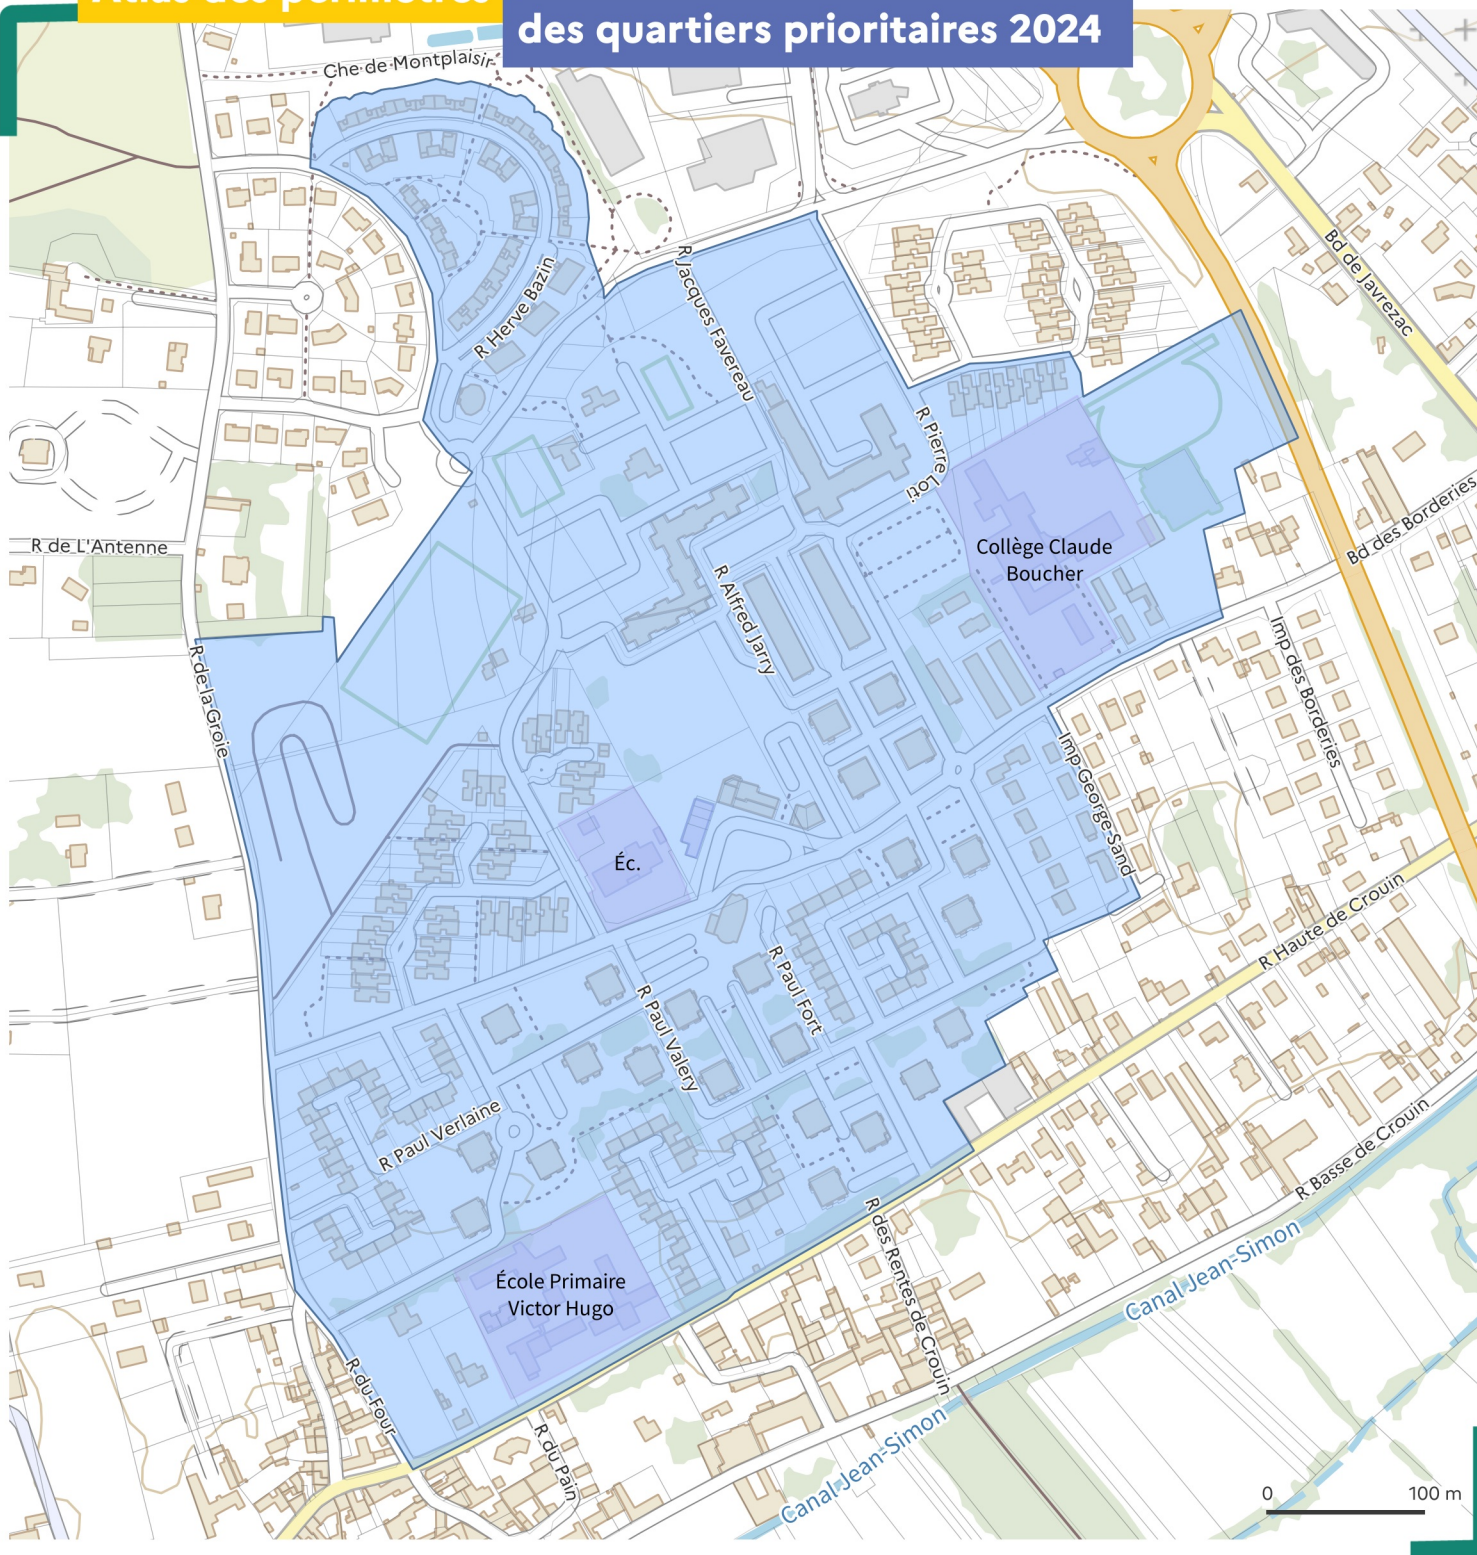 Atlas des périmètres
des quartiers prioritaires 2024
Che de Montplaisir
R Herve Bazin
R Jacques Favereau
Bd de Javrezac
R Pierre Loti
R de L'Antenne
Collège Claude
Boucher
Bd des Borderies
R Alfred Jarry
R de la Groie
Imp des Borderies
Imp George Sand
Éc.
R Haute de Crouin
R Paul Fort
R Paul Valery
R Paul Verlaine
R Basse de Crouin
R des Rentes de Crouin
Canal Jean-Simon
École Primaire
Victor Hugo
R du Four
R du Pain
Canal Jean-Simon
0 100 m